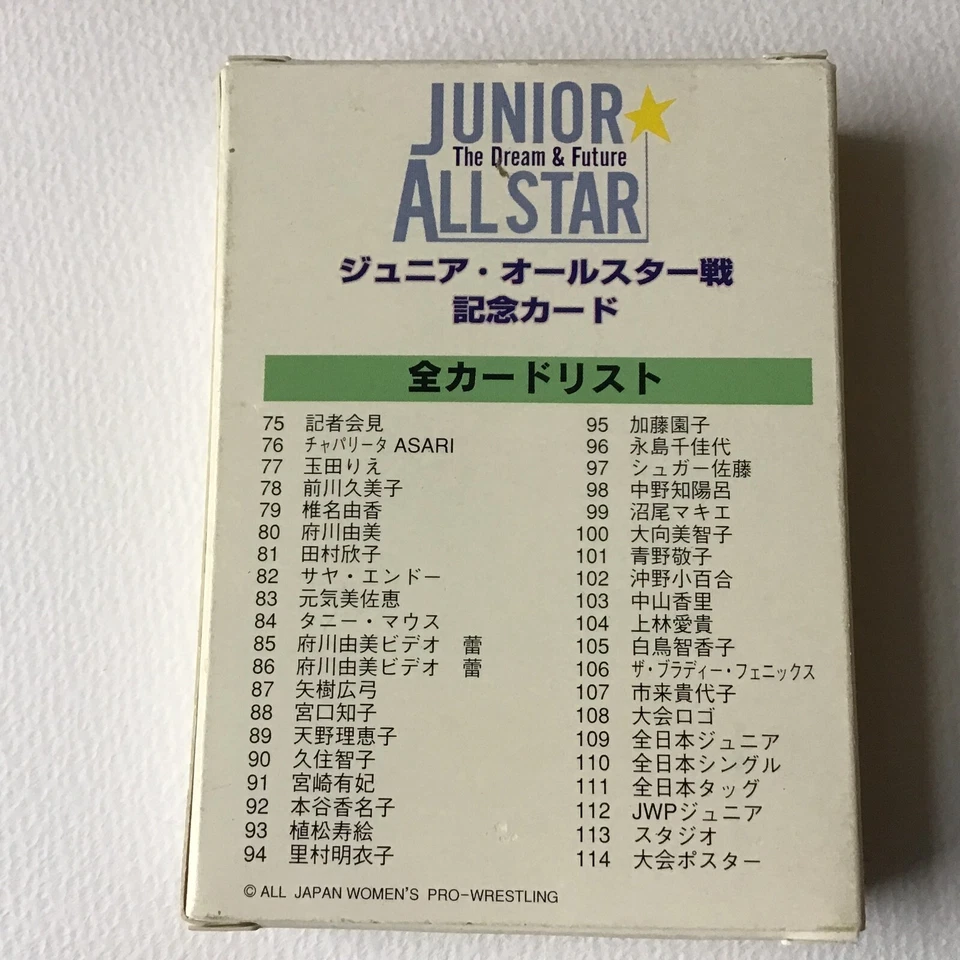 JUNIOR
The Dream & Future
ALL STAR
ジュニア・オールスター戦
記念カード
全カードリスト
75 記者会見
76 チャパリータ ASARI
77 玉田りえ
78 前川久美子
79 椎名由香
80 府川由美
81 田村欣子
82 サヤ・エンドー
83 元気美佐恵
84 タニー・マウス
85 府川由美ビデオ 蕾
86 府川由美ビデオ 蕾
87 矢樹広弓
88 宮口知子
89 天野理恵子
90 久住智子
91 宮崎有妃
92 本谷香名子
93 植松寿絵
94 里村明衣子
95 加藤園子
96 永島千佳代
97 シュガー佐藤
98 中野知陽呂
99 沼尾マキエ
100 大向美智子
101 青野敬子
102 沖野小百合
103 中山香里
104 上林愛貴
105 白鳥智香子
106 ザ・ブラディー・フェニックス
107 市来貴代子
108 大会ロゴ
109 全日本ジュニア
110 全日本シングル
111 全日本タッグ
112 JWPジュニア
113 スタジオ
114 大会ポスター
© ALL JAPAN WOMEN'S PRO-WRESTLING